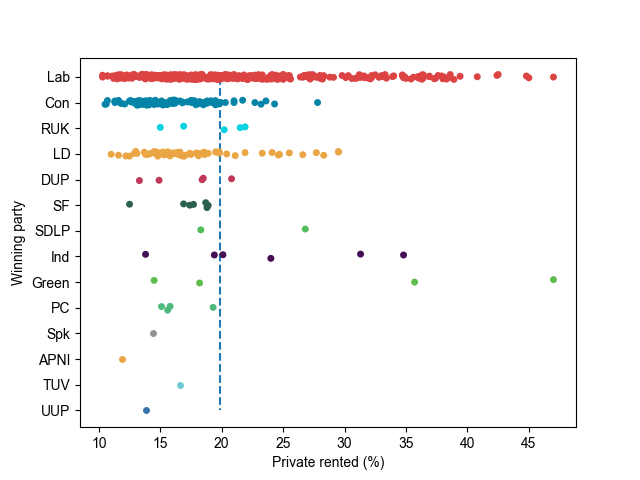 Lab
Con
RUK
LD
DUP
SF
SDLP
Ind
Green
PC
Spk
APNI
TUV
UUP
Winning party
10 15 20 25 30 35 40 45
Private rented (%)